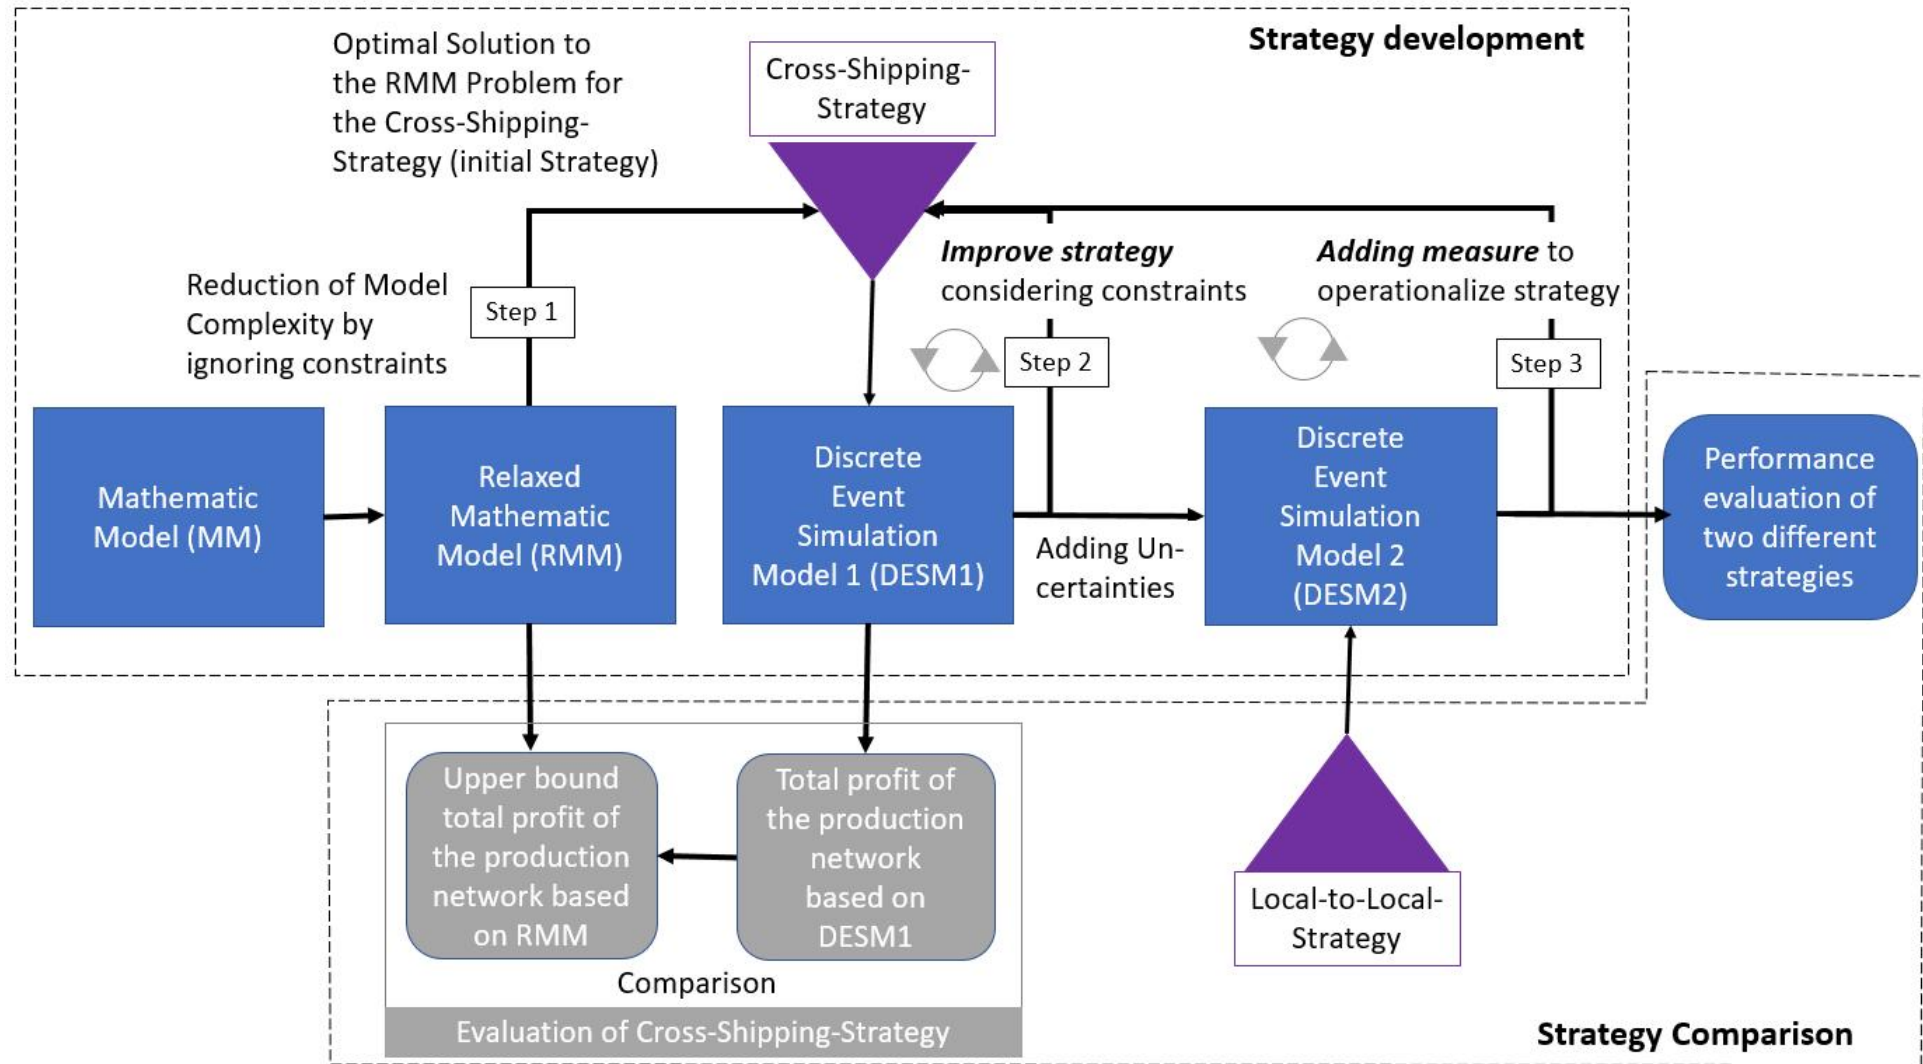 Strategy development
Optimal Solution to
the RMM Problem for
the Cross-Shipping-
Strategy (initial Strategy)
Cross-Shipping-
Strategy
Reduction of Model
Complexity by
ignoring constraints
Step 1
Improve strategy
considering constraints
Step 2
Adding measure to
operationalize strategy
Step 3
Mathematic
Model (MM)
Relaxed
Mathematic
Model (RMM)
Discrete
Event
Simulation
Model 1 (DESM1)
Adding Un-
certainties
Discrete
Event
Simulation
Model 2
(DESM2)
Performance
evaluation of
two different
strategies
Upper bound
total profit of
the production
network based
on RMM
Total profit of
the production
network
based on
DESM1
Comparison
Evaluation of Cross-Shipping-Strategy
Local-to-Local-
Strategy
Strategy Comparison